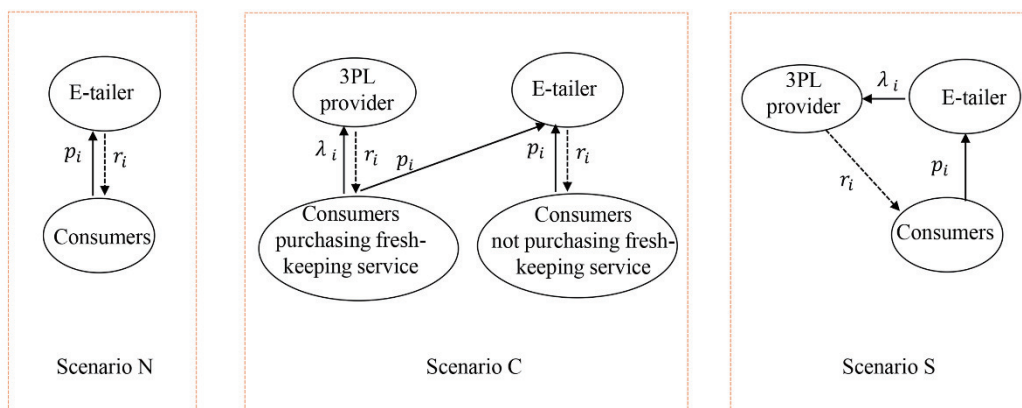 E-tailer
p_i
r_i
Consumers
Scenario N
3PL
provider
λ_i
r_i
p_i
Consumers
purchasing fresh-
keeping service
E-tailer
p_i
r_i
Consumers
not purchasing fresh-
keeping service
Scenario C
3PL
provider
λ_i
E-tailer
r_i
p_i
Consumers
Scenario S